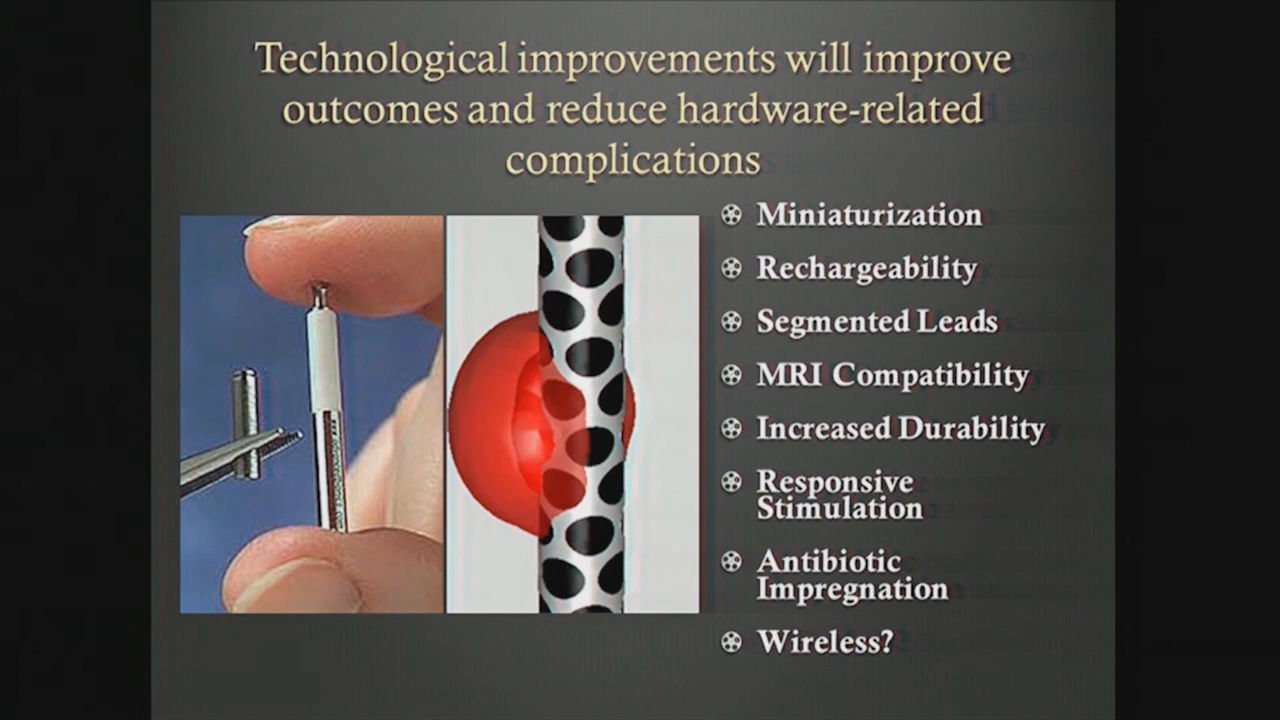 Technological improvements will improve
outcomes and reduce hardware-related
complications
Miniaturization
Rechargeability
Segmented Leads
MRI Compatibility
Increased Durability
Responsive
Stimulation
Antibiotic
Impregnation
Wireless?